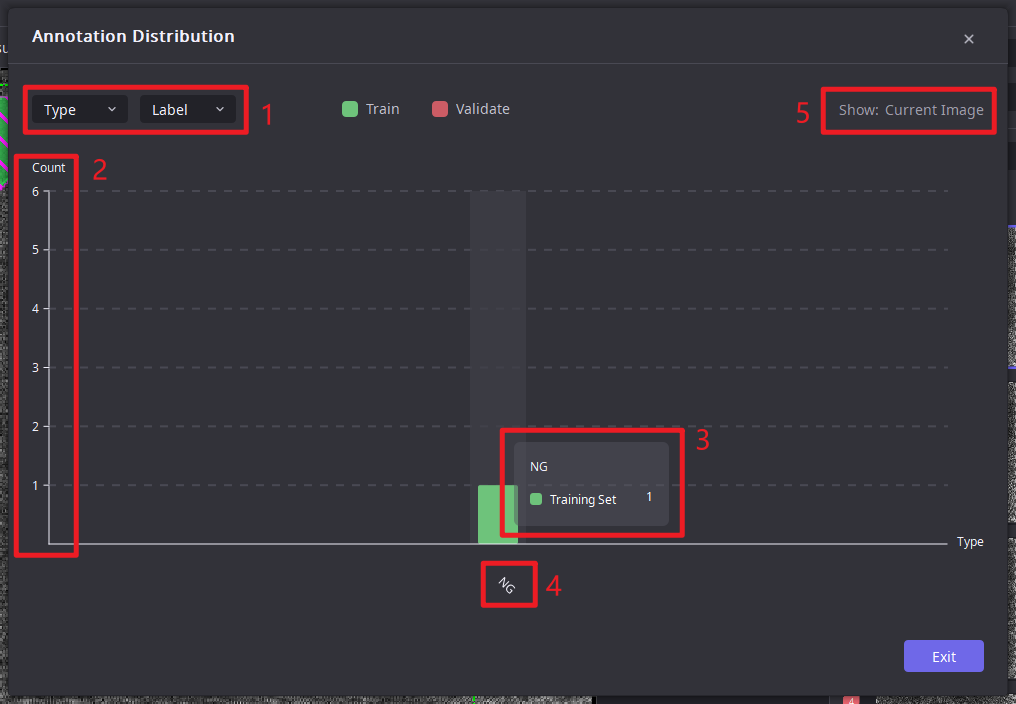 Annotation Distribution
Type Label 1 Train Validate 5 Show: Current Image
Count 2
6
5
4
3
2
1
3
NG
Training Set 1
Type
NG 4
Exit
4